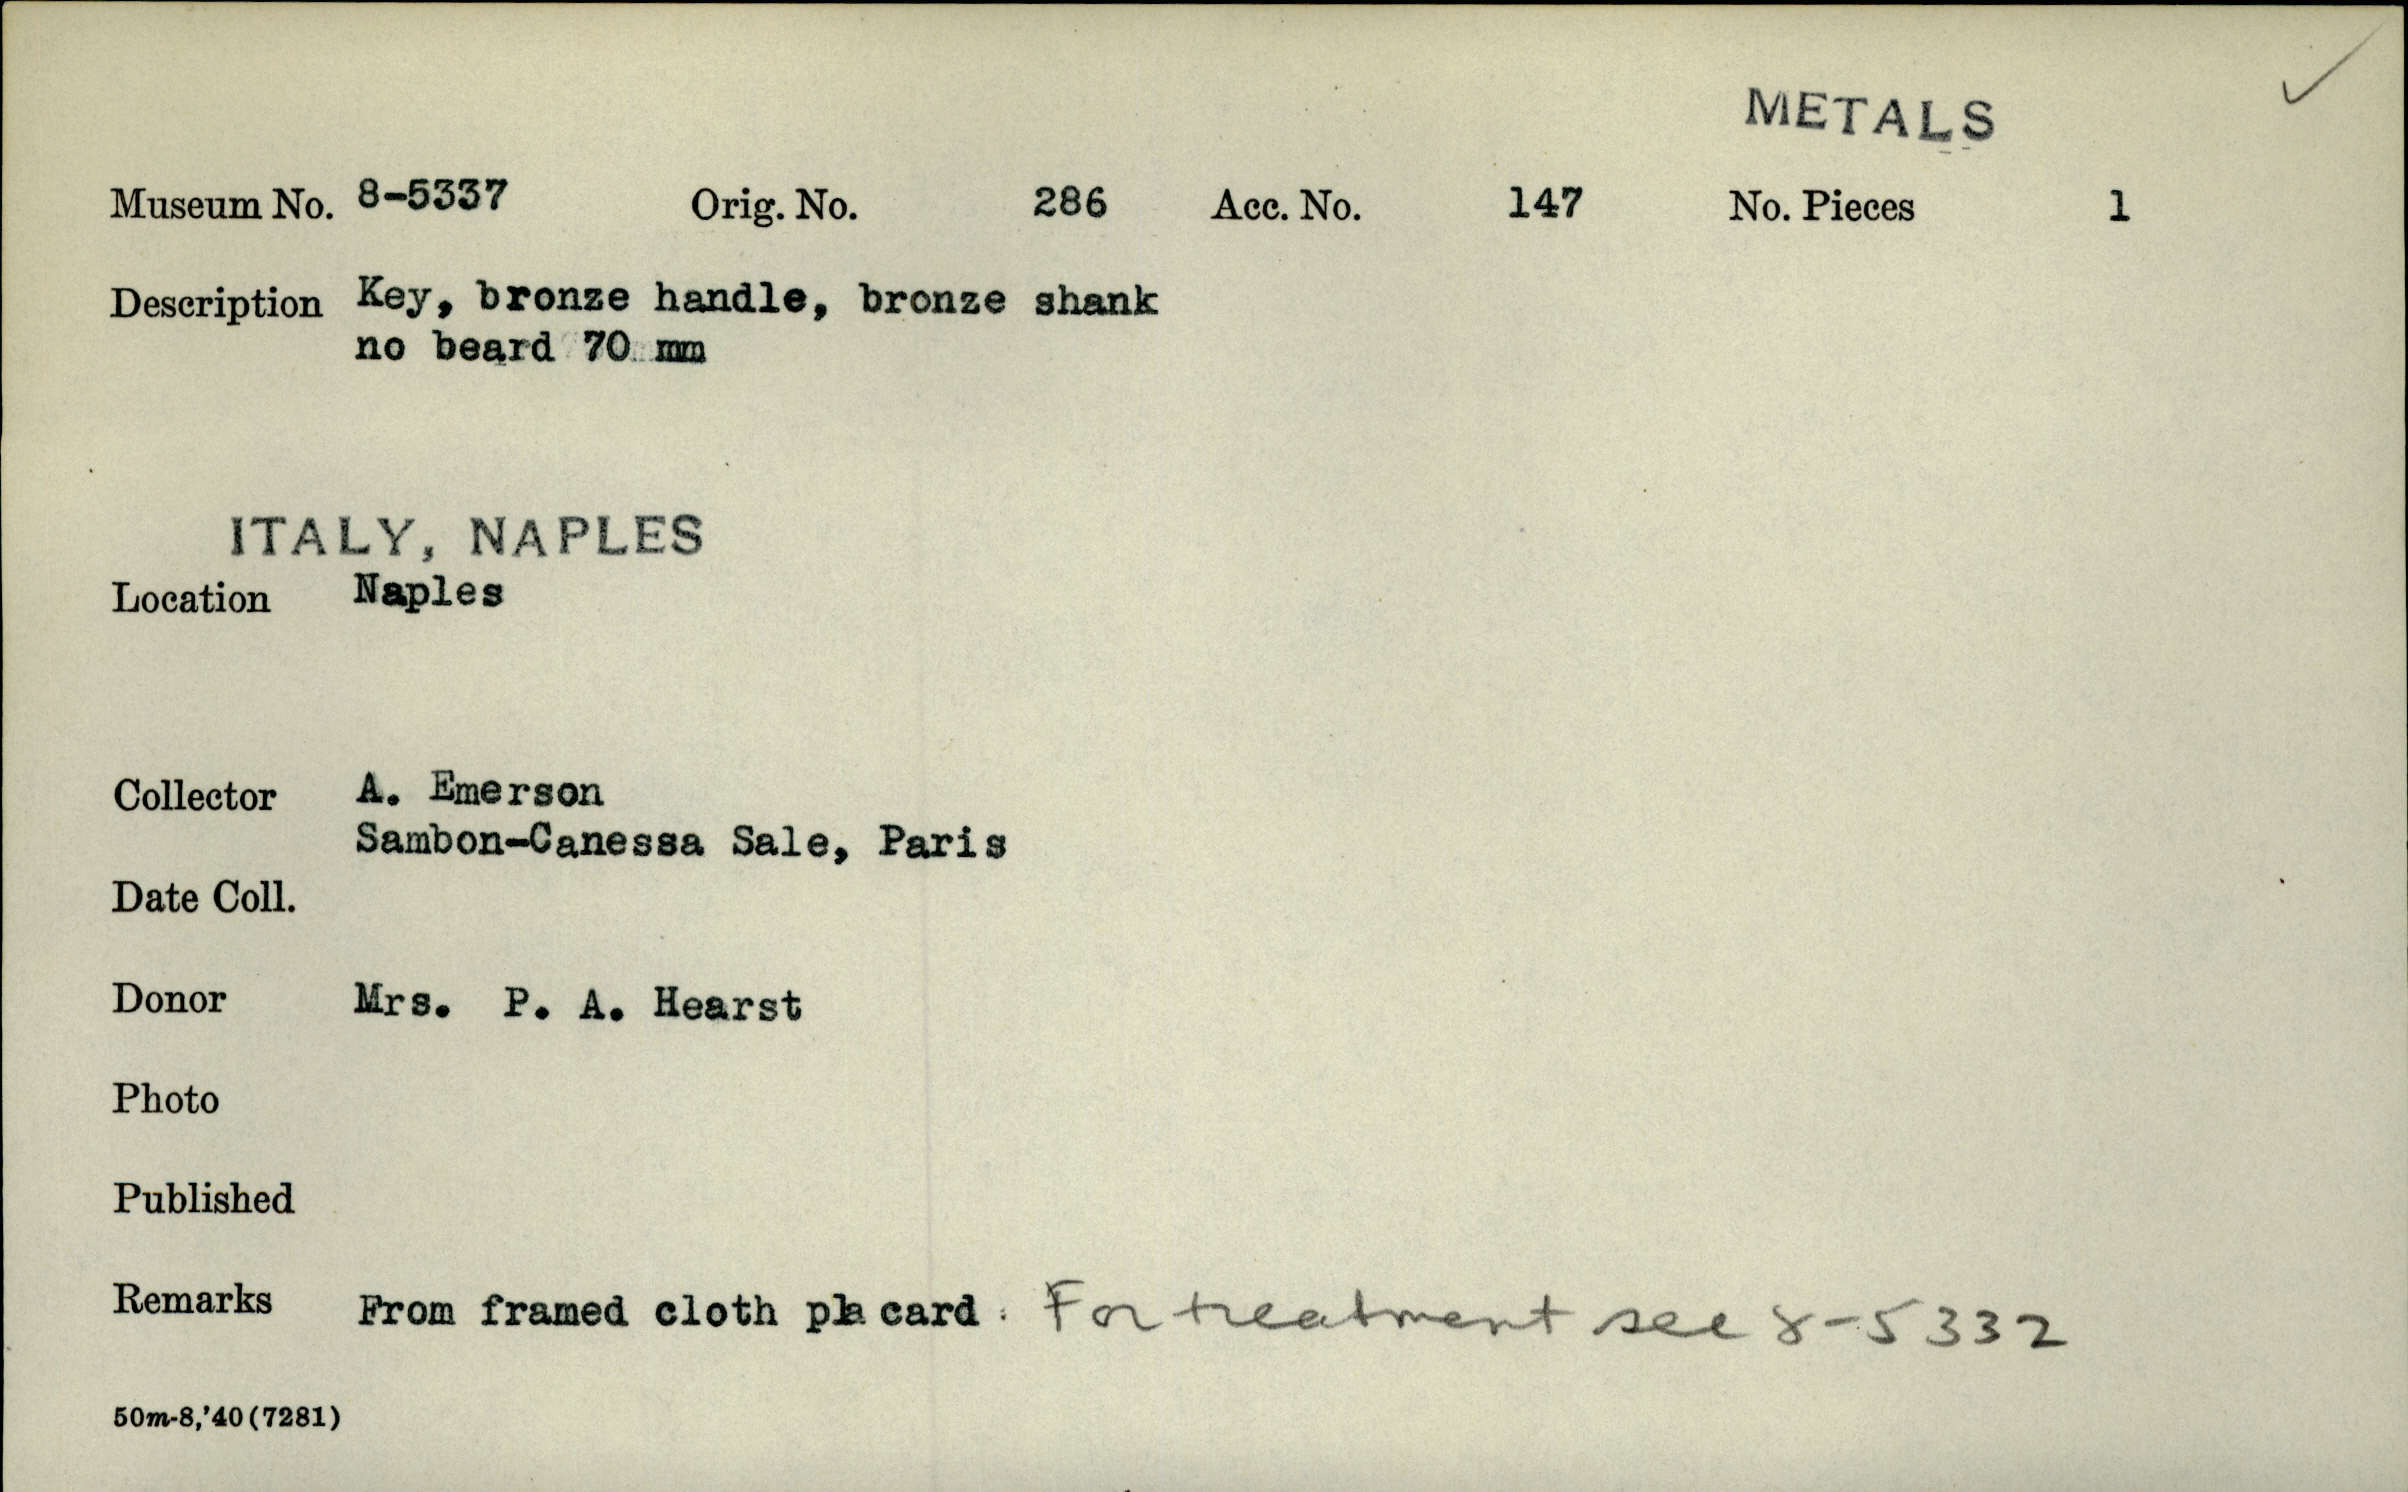 METALS
Museum No. 8-5337 Orig. No. 286 Acc. No. 147 No. Pieces 1
Description Key, bronze handle, bronze shank
no beard 70 mm
ITALY, NAPLES
Location Naples
Collector A. Emerson
Sambon-Canessa Sale, Paris
Date Coll.
Donor Mrs. P. A. Hearst
Photo
Published
Remarks From framed cloth placard. For treatment see 8-5332
50m-8,'40(7281)